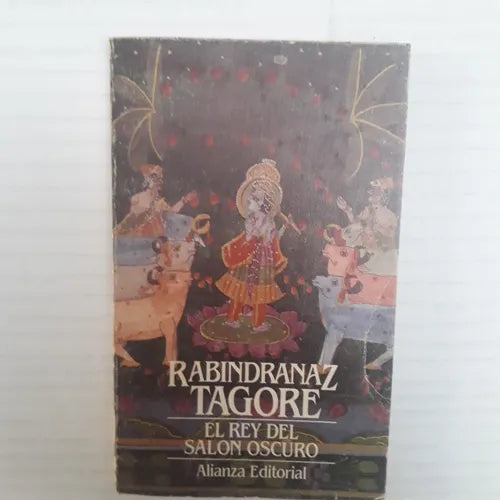 RABINDRANAZ
TAGORE
EL REY DEL
SALON OSCURO
Alianza Editorial